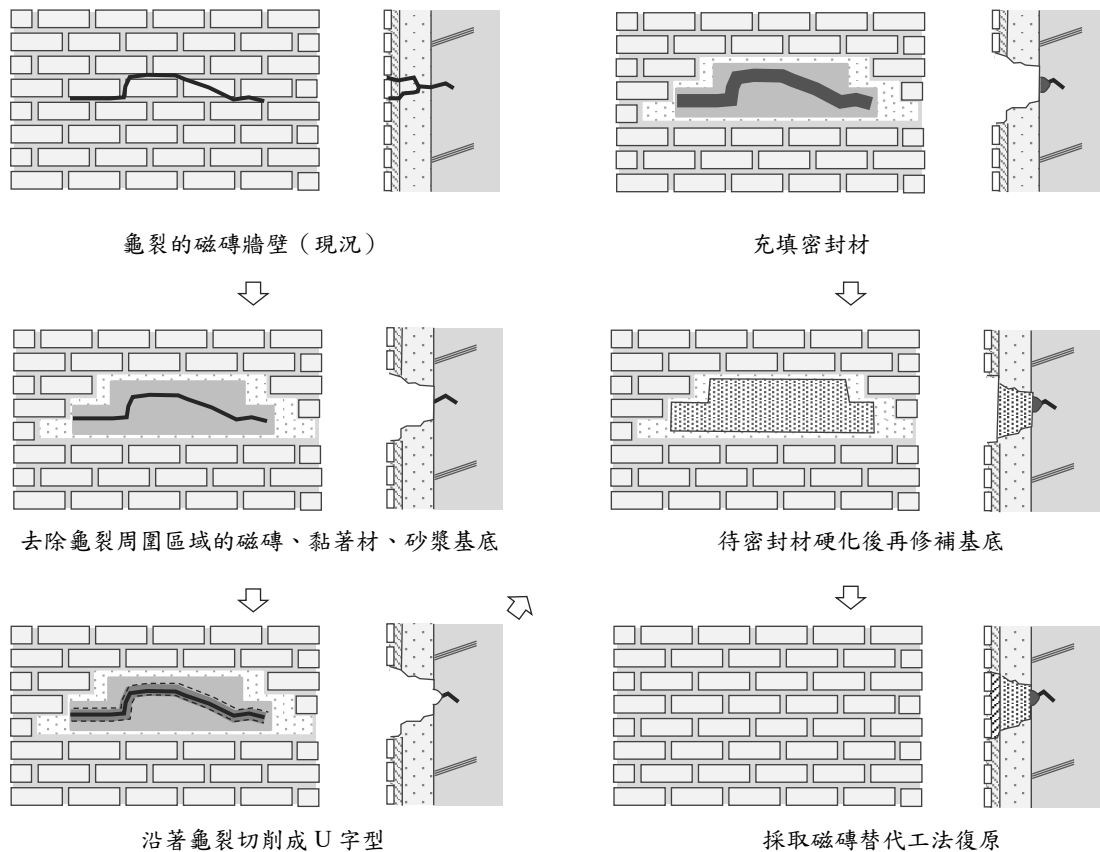 龜裂的磁磚牆壁（現況）
去除龜裂周圍區域的磁磚、黏著材、砂漿基底
沿著龜裂切削成 U 字型
充填密封材
待密封材硬化後再修補基底
採取磁磚替代工法復原